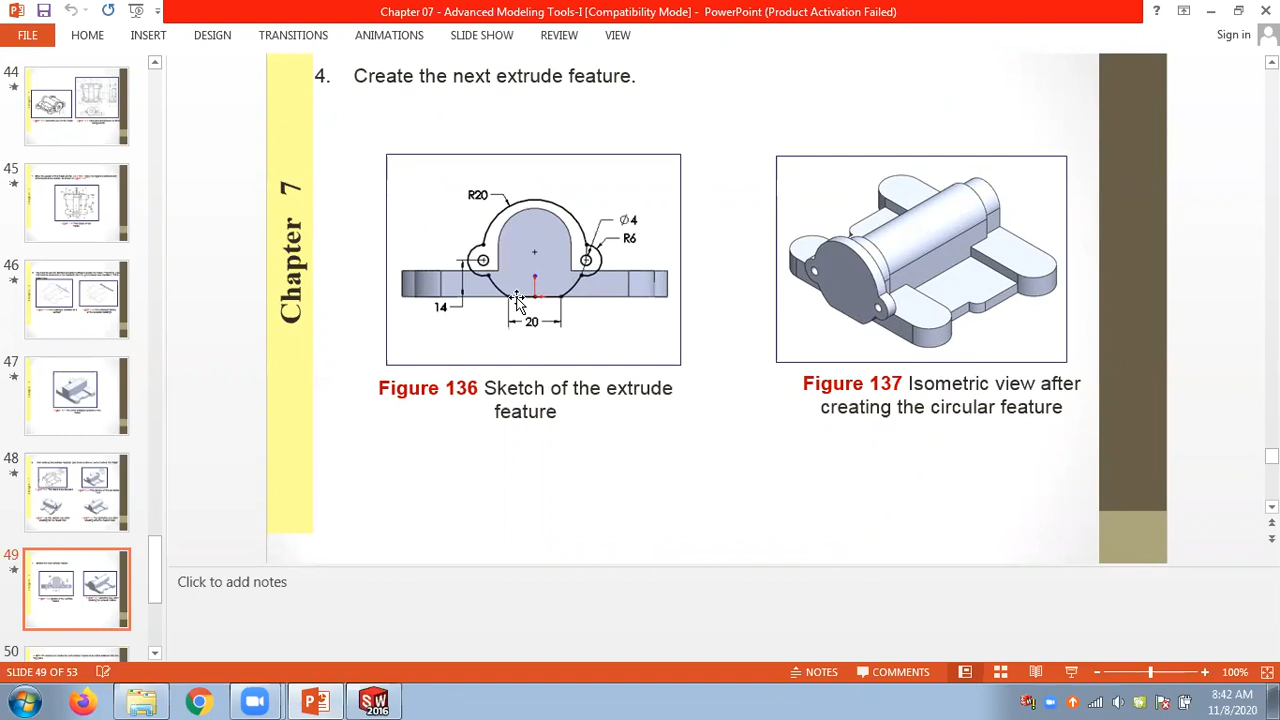 Chapter 07 - Advanced Modeling Tools-I [Compatibility Mode] - PowerPoint (Product Activation Failed)
FILE
HOME
INSERT
DESIGN
TRANSITIONS
ANIMATIONS
SLIDE SHOW
REVIEW
VIEW
Sign in
44
45
46
47
48
49
50
Chapter 7
4. Create the next extrude feature.
R20
Ø4
R6
14
20
Figure 136 Sketch of the extrude
feature
Figure 137 Isometric view after
creating the circular feature
Click to add notes
SLIDE 49 OF 53
NOTES
COMMENTS
100%
SW
2016
8:42 AM
11/8/2020